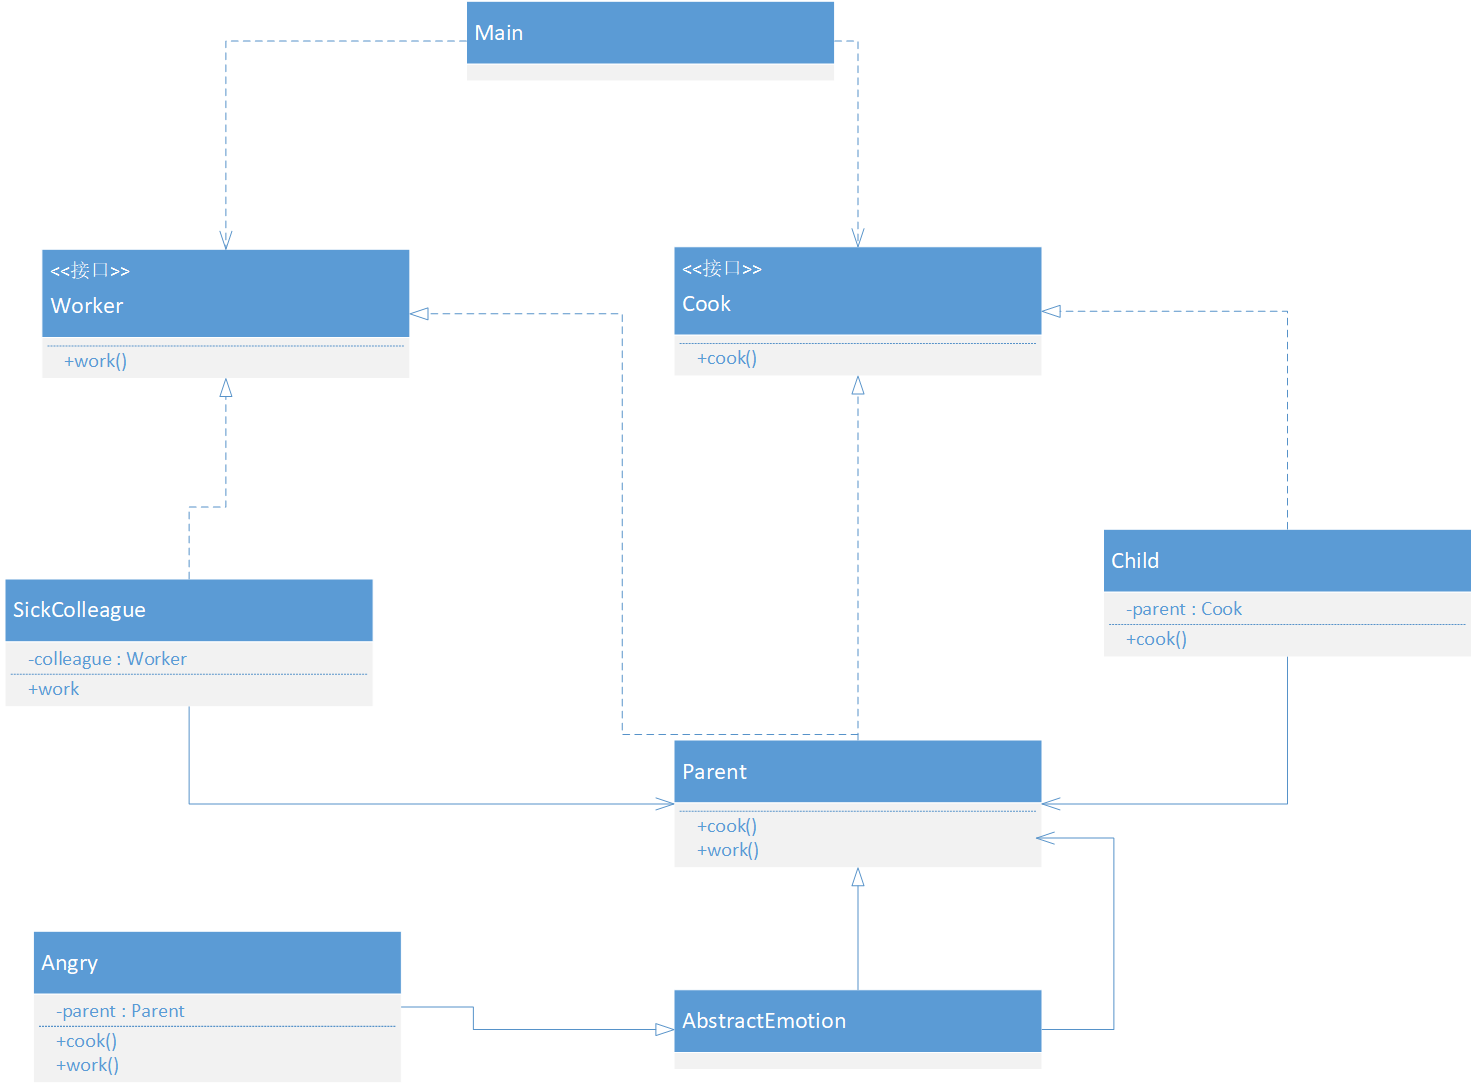 Main
<<接口>>
Worker
+work()
<<接口>>
Cook
+cook()
Child
-parent : Cook
+cook()
SickColleague
-colleague : Worker
+work
Parent
+cook()
+work()
Angry
-parent : Parent
+cook()
+work()
AbstractEmotion